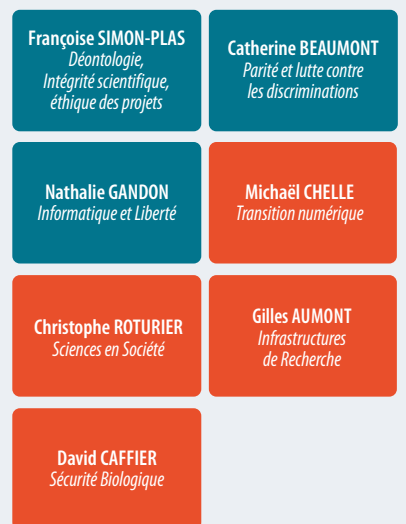 Françoise SIMON-PLAS
Déontologie,
Intégrité scientifique,
éthique des projets
Catherine BEAUMONT
Parité et lutte contre
les discriminations
Nathalie GANDON
Informatique et Liberté
Michaël CHELLE
Transition numérique
Christophe ROTURIER
Sciences en Société
Gilles AUMONT
Infrastructures
de Recherche
David CAFFIER
Sécurité Biologique